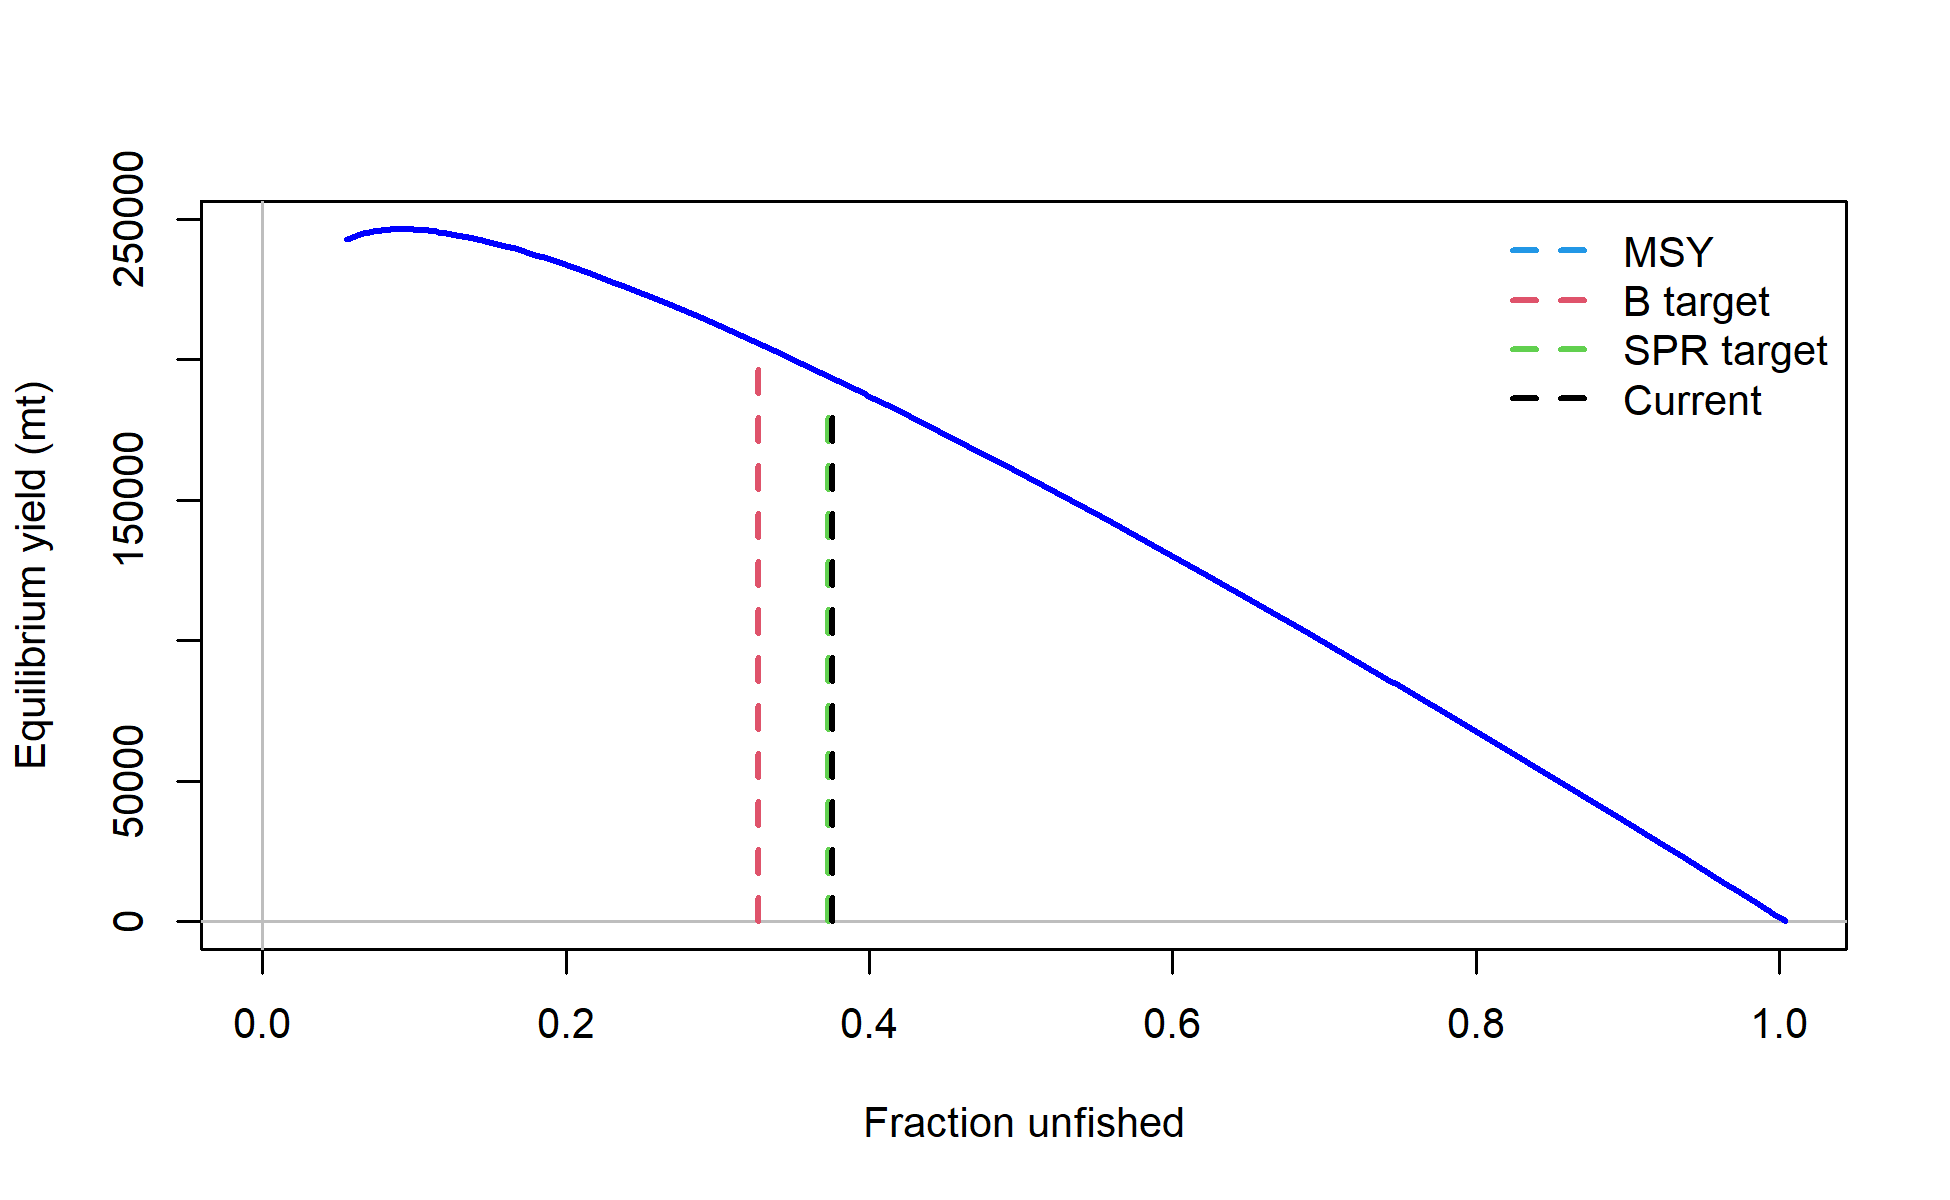 250000
150000
50000
0
Equilibrium yield (mt)
MSY
B target
SPR target
Current
0.0 0.2 0.4 0.6 0.8 1.0
Fraction unfished